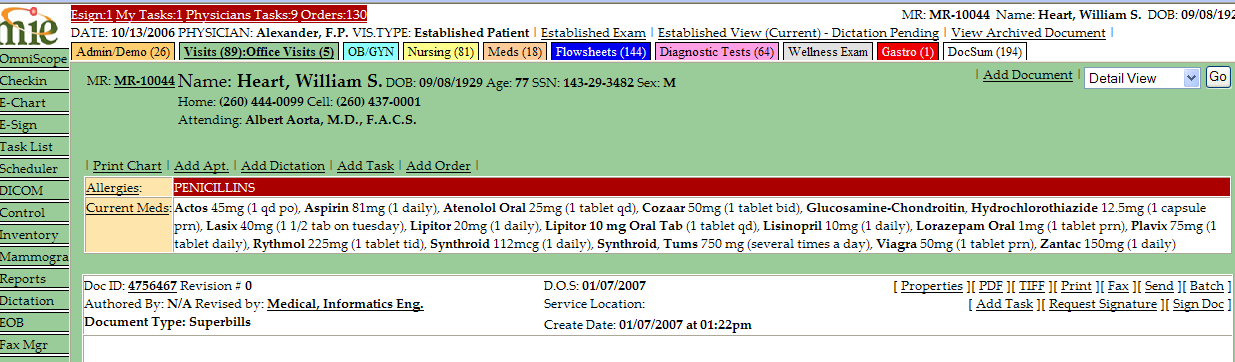 mie
Esign:1 My Tasks:1 Physicians Tasks:9 Orders:130
MR: MR-10044 Name: Heart, William S. DOB: 09/08/192
DATE: 10/13/2006 PHYSICIAN: Alexander, F.P. VIS.TYPE: Established Patient | Established Exam | Established View (Current) - Dictation Pending | View Archived Document |
Admin/Demo (26) Visits (89):Office Visits (5) OB/GYN Nursing (81) Meds (18) Flowsheets (144) Diagnostic Tests (64) Wellness Exam Gastro (1) DocSum (194)
OmniScope
Checkin
E-Chart
E-Sign
Task List
Scheduler
DICOM
Control
Inventory
Mammogra
Reports
Dictation
EOB
Fax Mgr
MR: MR-10044 Name: Heart, William S. DOB: 09/08/1929 Age: 77 SSN: 143-29-3482 Sex: M
| Add Document | Detail View Go
Home: (260) 444-0099 Cell: (260) 437-0001
Attending: Albert Aorta, M.D., F.A.C.S.
| Print Chart | Add Apt. | Add Dictation | Add Task | Add Order |
Allergies: PENICILLINS
Current Meds: Actos 45mg (1 qd po), Aspirin 81mg (1 daily), Atenolol Oral 25mg (1 tablet qd), Cozaar 50mg (1 tablet bid), Glucosamine-Chondroitin, Hydrochlorothiazide 12.5mg (1 capsule
prn), Lasix 40mg (1 1/2 tab on tuesday), Lipitor 20mg (1 daily), Lipitor 10 mg Oral Tab (1 tablet qd), Lisinopril 10mg (1 daily), Lorazepam Oral 1mg (1 tablet prn), Plavix 75mg (1
tablet daily), Rythmol 225mg (1 tablet tid), Synthroid 112mcg (1 daily), Synthroid, Tums 750 mg (several times a day), Viagra 50mg (1 tablet prn), Zantac 150mg (1 daily)
Doc ID: 4756467 Revision # 0 D.O.S: 01/07/2007 [ Properties ][ PDF ][ TIFF ][ Print ][ Fax ][ Send ][ Batch ]
Authored By: N/A Revised by: Medical, Informatics Eng. Service Location: [ Add Task ][ Request Signature ][ Sign Doc ]
Document Type: Superbills Create Date: 01/07/2007 at 01:22pm